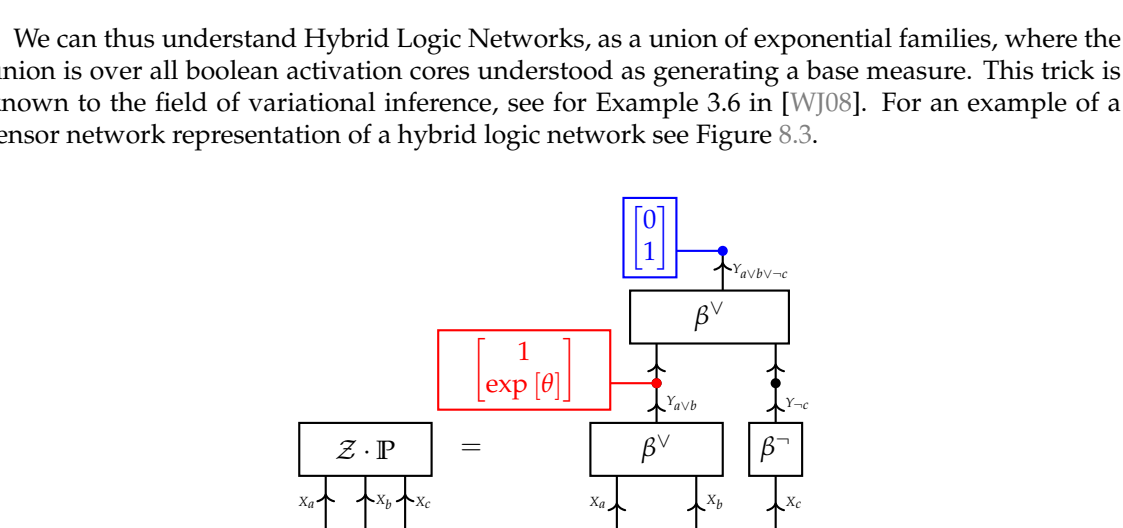 We can thus understand Hybrid Logic Networks, as a union of exponential families, where the
union is over all boolean activation cores understood as generating a base measure. This trick is
known to the field of variational inference, see for Example 3.6 in [WJ08]. For an example of a
tensor network representation of a hybrid logic network see Figure 8.3.
[0
1]
Y_{a∨b∨¬c}
β^∨
[1
exp [θ]]
Y_{a∨b} Y_{¬c}
Z · ℙ = β^∨ β^¬
X_a X_b X_c X_a X_b X_c